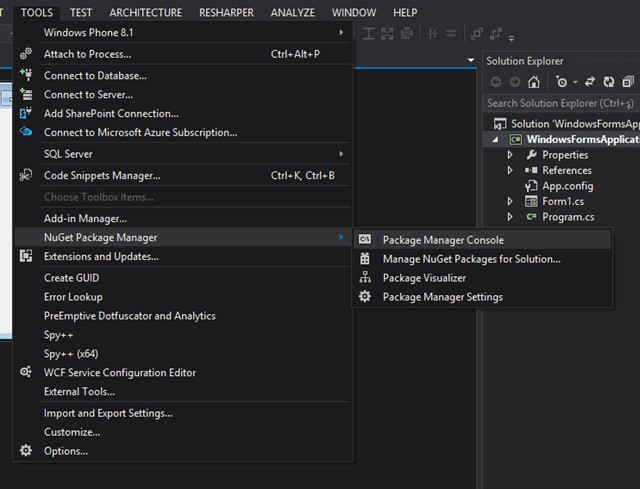 TOOLS TEST ARCHITECTURE RESHARPER ANALYZE WINDOW HELP
Windows Phone 8.1
Attach to Process... Ctrl+Alt+P
Connect to Database...
Connect to Server...
Add SharePoint Connection...
Connect to Microsoft Azure Subscription...
SQL Server
Code Snippets Manager... Ctrl+K, Ctrl+B
Choose Toolbox Items...
Add-in Manager...
NuGet Package Manager
Extensions and Updates...
Create GUID
Error Lookup
PreEmptive Dotfuscator and Analytics
Spy++
Spy++ (x64)
WCF Service Configuration Editor
External Tools...
Import and Export Settings...
Customize...
Options...
Package Manager Console
Manage NuGet Packages for Solution...
Package Visualizer
Package Manager Settings
Solution Explorer
Search Solution Explorer (Ctrl+ş)
Solution 'WindowsFormsApp
WindowsFormsApplicat
Properties
References
App.config
Form1.cs
Program.cs